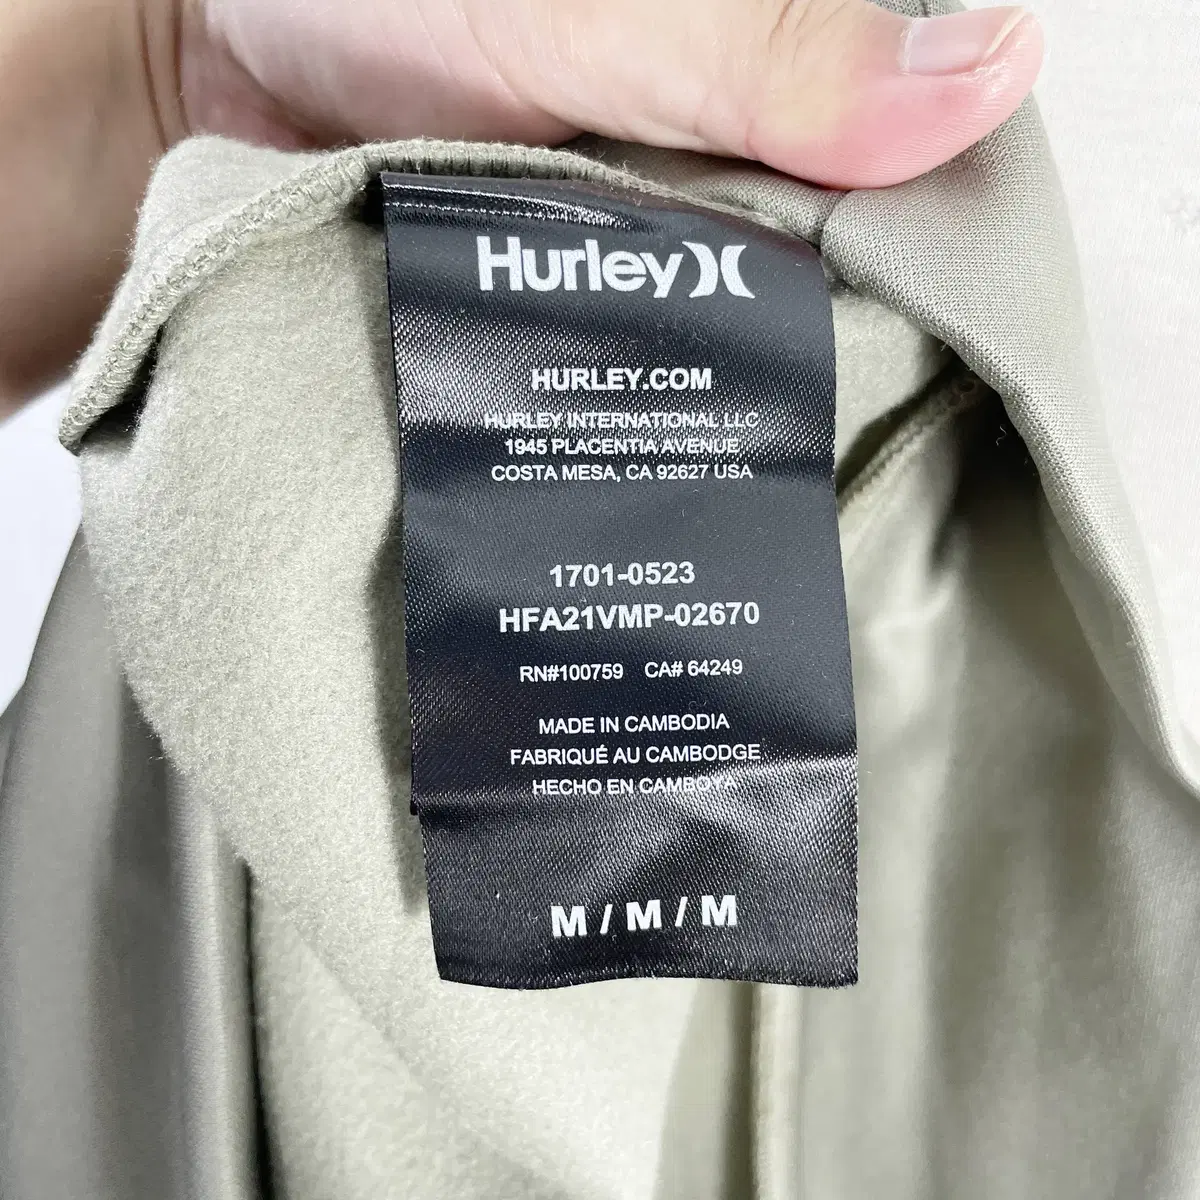 Hurley
HURLEY.COM
HURLEY INTERNATIONAL LLC
1945 PLACENTIA AVENUE
COSTA MESA, CA 92627 USA
1701-0523
HFA21VMP-02670
RN#100759 CA# 64249
MADE IN CAMBODIA
FABRIQUÉ AU CAMBODGE
HECHO EN CAMBOYA
M / M / M